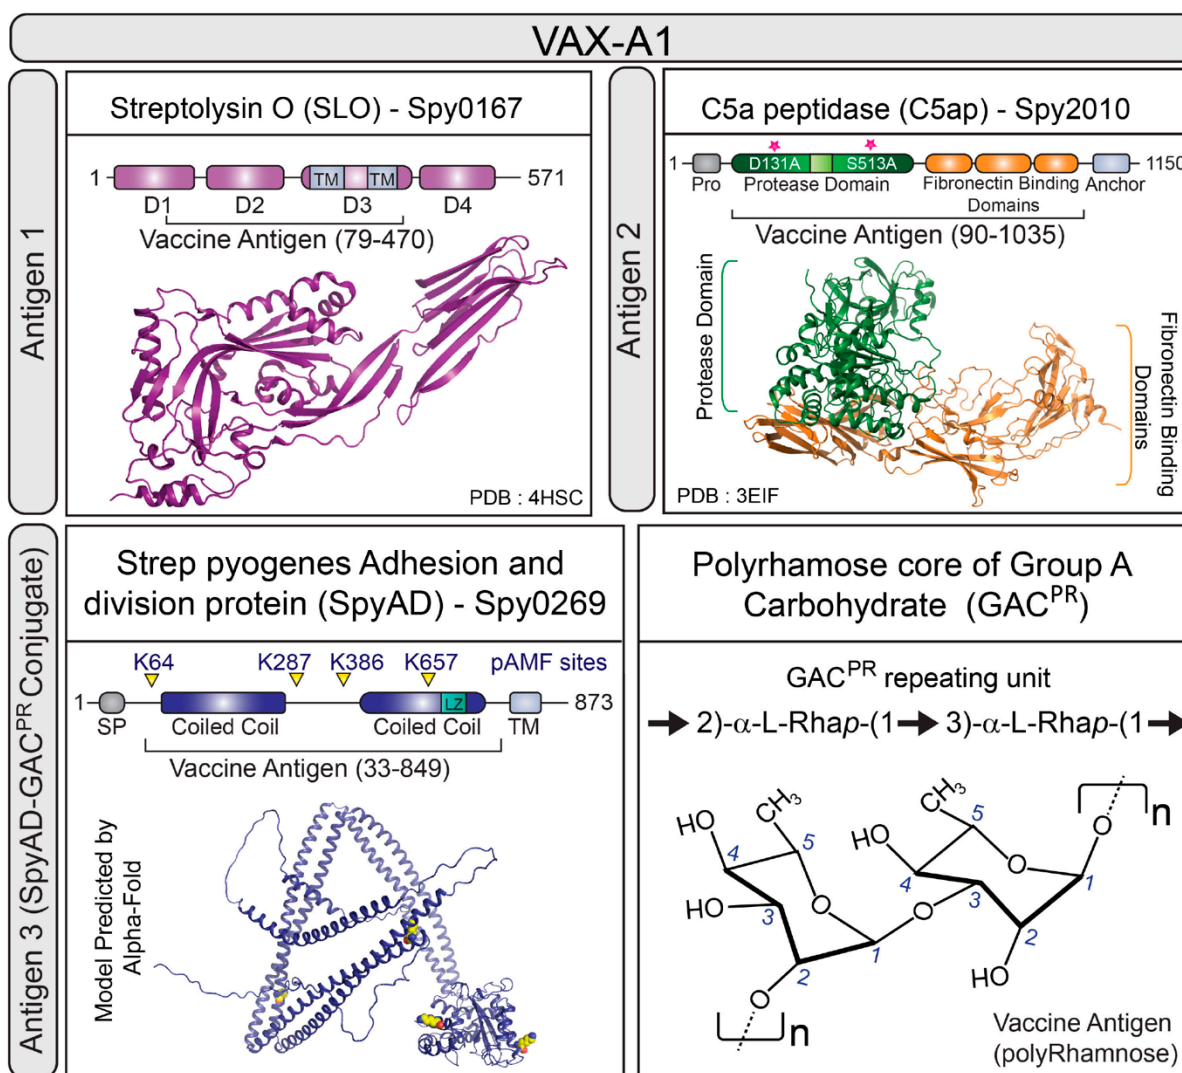 VAX-A1
Antigen 1
Streptolysin O (SLO) - Spy0167
1
TM
TM
571
D1
D2
D3
D4
Vaccine Antigen (79-470)
PDB : 4HSC
Antigen 2
C5a peptidase (C5ap) - Spy2010
1
D131A
S513A
1150
Pro
Protease Domain
Fibronectin Binding
Domains
Anchor
Vaccine Antigen (90-1035)
Protease Domain
Fibronectin Binding
Domains
PDB : 3EIF
Antigen 3 (SpyAD-GAC^PR Conjugate)
Strep pyogenes Adhesion and
division protein (SpyAD) - Spy0269
K64
K287
K386
K657
pAMF sites
1
LZ
873
SP
Coiled Coil
Coiled Coil
TM
Vaccine Antigen (33-849)
Model Predicted by
Alpha-Fold
Polyrhamose core of Group A
Carbohydrate (GAC^PR)
GAC^PR repeating unit
→ 2)-α-L-Rhap-(1 → 3)-α-L-Rhap-(1 →
CH3
HO
4
5
O
HO
3
2
1
O
n
O
CH3
HO
5
4
O
3
1
2
HO
O
n
Vaccine Antigen
(polyRhamnose)